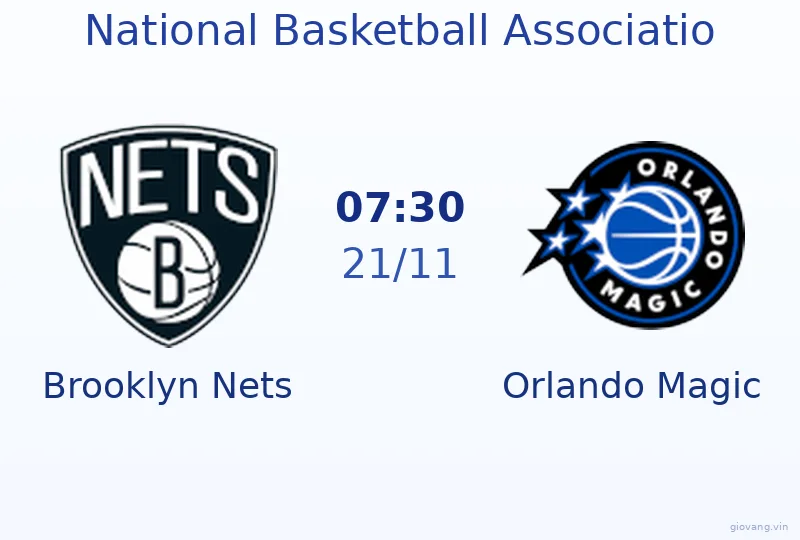 National Basketball Associatio
NETS
B
ORLANDO
MAGIC
07:30
21/11
Brooklyn Nets
Orlando Magic
giovang.vin